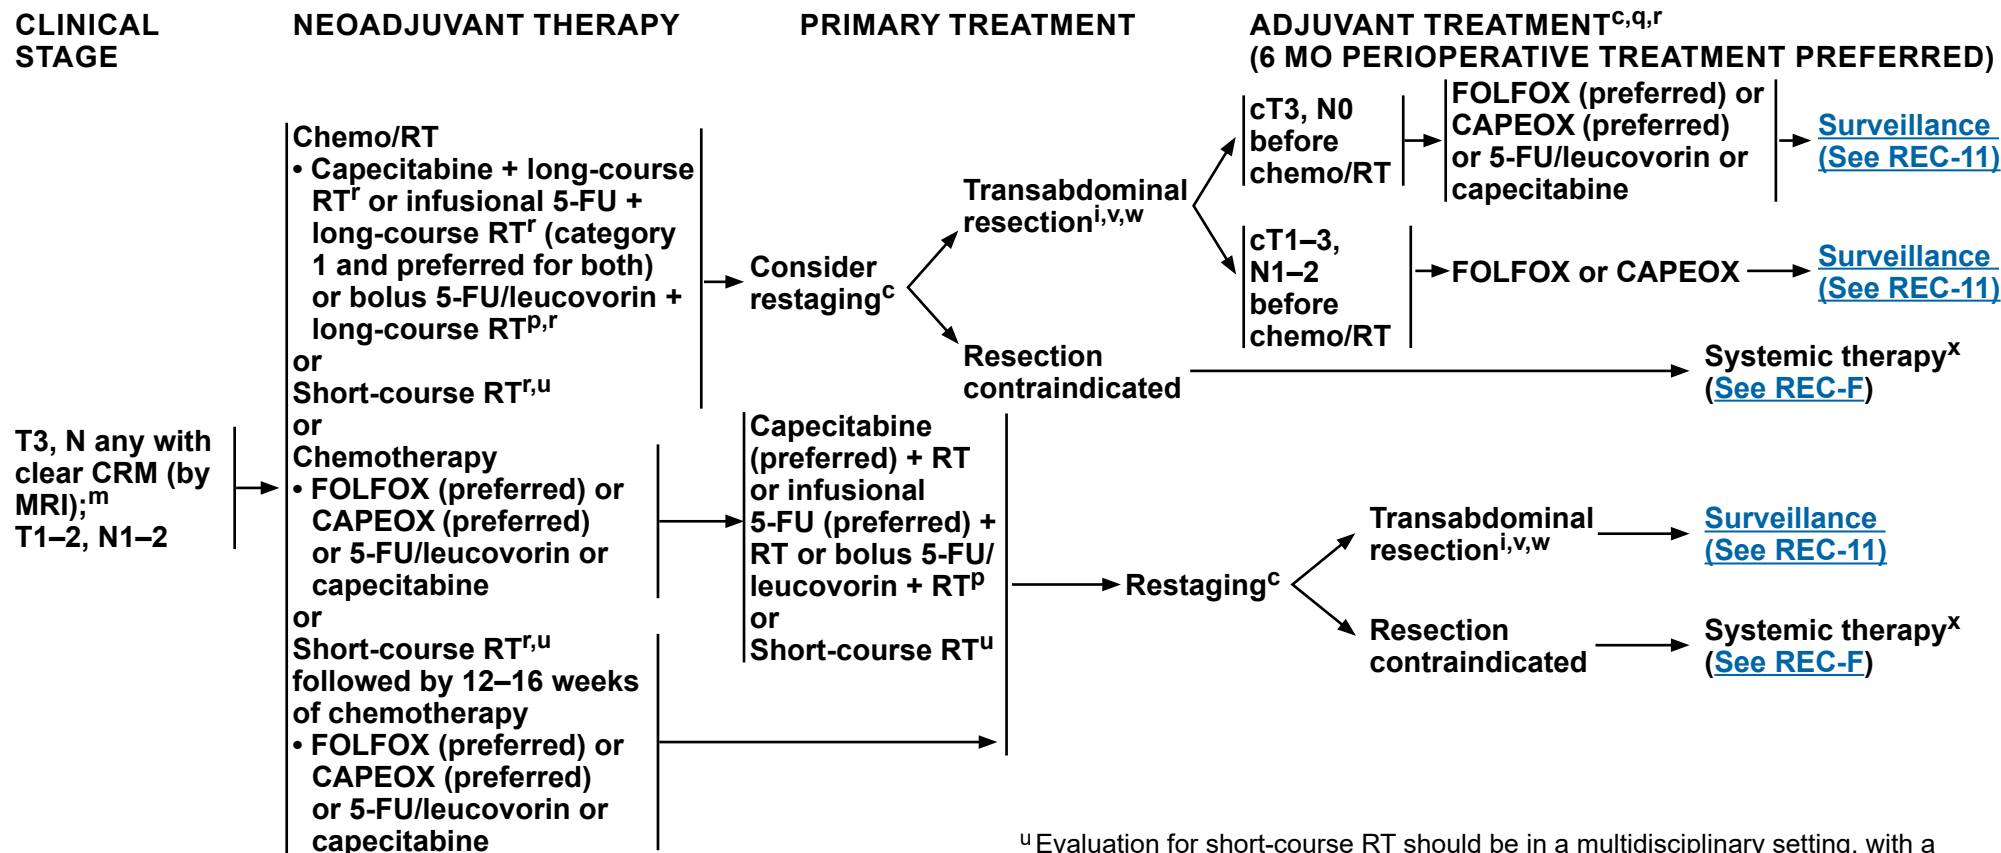 CLINICAL
STAGE
NEOADJUVANT THERAPY
PRIMARY TREATMENT
ADJUVANT TREATMENTc,q,r
(6 MO PERIOPERATIVE TREATMENT PREFERRED)
T3, N any with
clear CRM (by
MRI);m
T1–2, N1–2
Chemo/RT
• Capecitabine + long-course
RTr or infusional 5-FU +
long-course RTr (category
1 and preferred for both)
or bolus 5-FU/leucovorin +
long-course RTp,r
or
Short-course RTr,u
or
Chemotherapy
• FOLFOX (preferred) or
CAPEOX (preferred)
or 5-FU/leucovorin or
capecitabine
or
Short-course RTr,u
followed by 12–16 weeks
of chemotherapy
• FOLFOX (preferred) or
CAPEOX (preferred)
or 5-FU/leucovorin or
capecitabine
Consider
restagingc
Transabdominal
resectioni,v,w
Resection
contraindicated
cT3, N0
before
chemo/RT
FOLFOX (preferred) or
CAPEOX (preferred)
or 5-FU/leucovorin or
capecitabine
Surveillance
(See REC-11)
cT1–3,
N1–2
before
chemo/RT
FOLFOX or CAPEOX
Surveillance
(See REC-11)
Systemic therapyx
(See REC-F)
Capecitabine
(preferred) + RT
or infusional
5-FU (preferred) +
RT or bolus 5-FU/
leucovorin + RTp
or
Short-course RTu
Restagingc
Transabdominal
resectioni,v,w
Surveillance
(See REC-11)
Resection
contraindicated
Systemic therapyx
(See REC-F)
u Evaluation for short-course RT should be in a multidisciplinary setting, with a